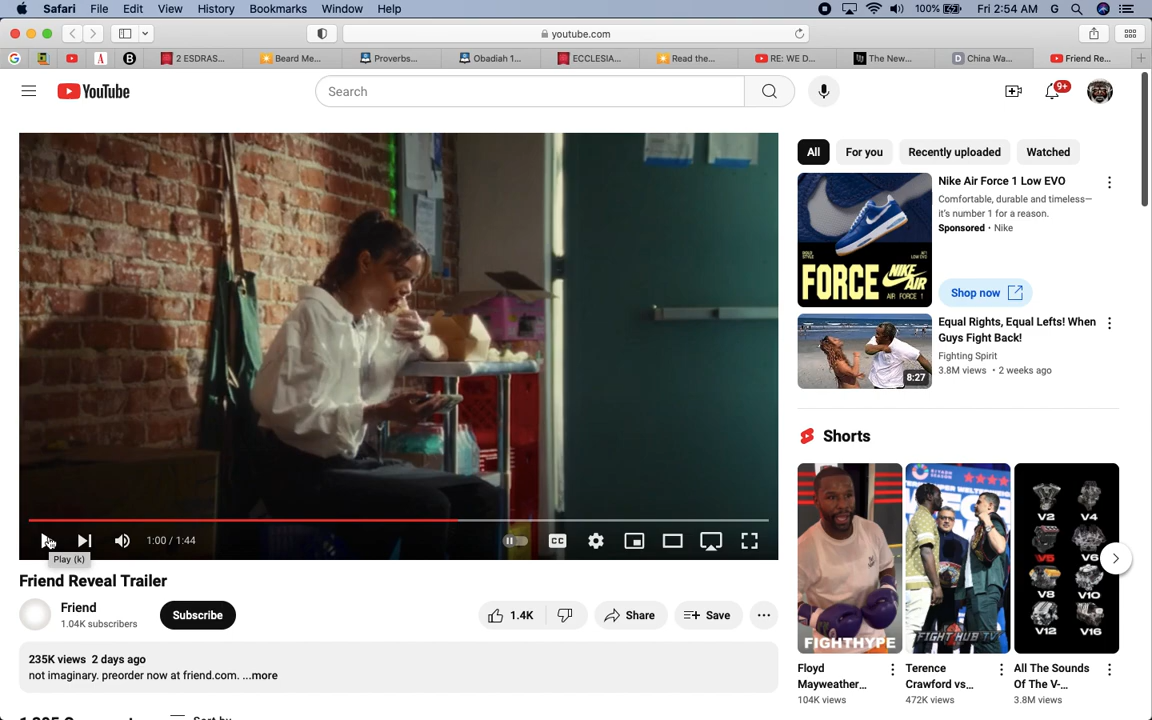 Safari File Edit View History Bookmarks Window Help 100% Fri 2:54 AM G
youtube.com
2 ESDRAS... Beard Me... Proverbs... Obadiah 1... ECCLESIA... Read the... RE: WE D... The New... China Wa... Friend Re...
YouTube
Search
9+
All For you Recently uploaded Watched
Nike Air Force 1 Low EVO
Comfortable, durable and timeless—
it's number 1 for a reason.
Sponsored • Nike
FORCE NIKE AIR
AIR FORCE 1
Shop now
Equal Rights, Equal Lefts! When
Guys Fight Back!
Fighting Spirit
3.8M views • 2 weeks ago
8:27
Shorts
V2 V4
V5 V6
V8 V10
V12 V16
FIGHTHYPE
FIGHT HUB TV
Floyd
Mayweather...
104K views
Terence
Crawford vs...
472K views
All The Sounds
Of The V-...
3.8M views
1:00 / 1:44
CC
Play (k)
Friend Reveal Trailer
Friend
1.04K subscribers
Subscribe
1.4K
Share
Save
235K views 2 days ago
not imaginary. preorder now at friend.com. ...more
Sort by